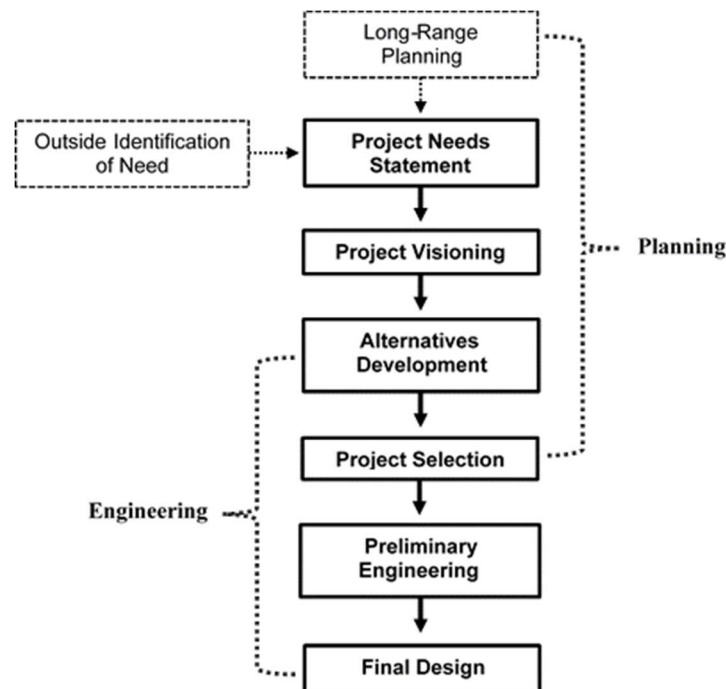 Long-Range
Planning
Outside Identification
of Need
Project Needs
Statement
Project Visioning
Planning
Alternatives
Development
Project Selection
Engineering
Preliminary
Engineering
Final Design